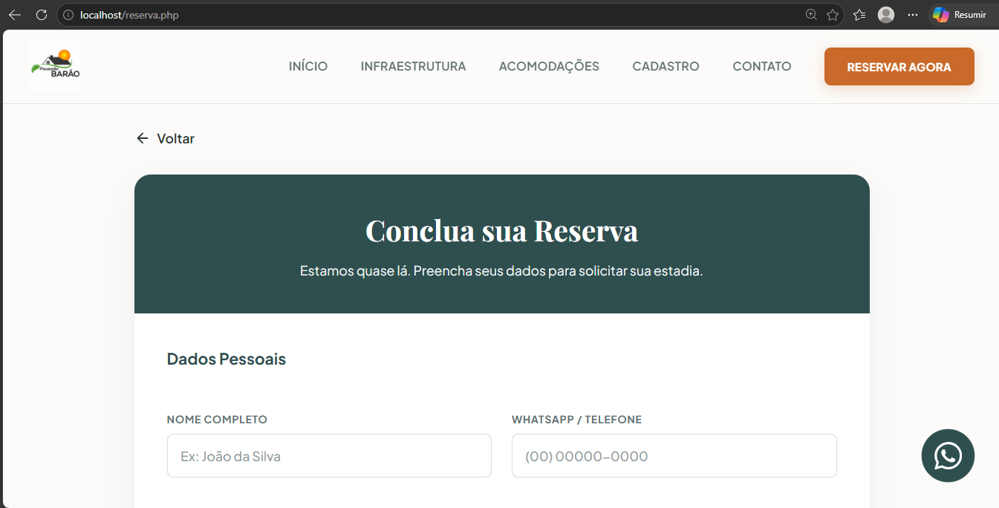 localhost/reserva.php
Resumir
Pousada
BARÃO
INÍCIO
INFRAESTRUTURA
ACOMODAÇÕES
CADASTRO
CONTATO
RESERVAR AGORA
Voltar
Conclua sua Reserva
Estamos quase lá. Preencha seus dados para solicitar sua estadia.
Dados Pessoais
NOME COMPLETO
Ex: João da Silva
WHATSAPP / TELEFONE
(00) 00000-0000